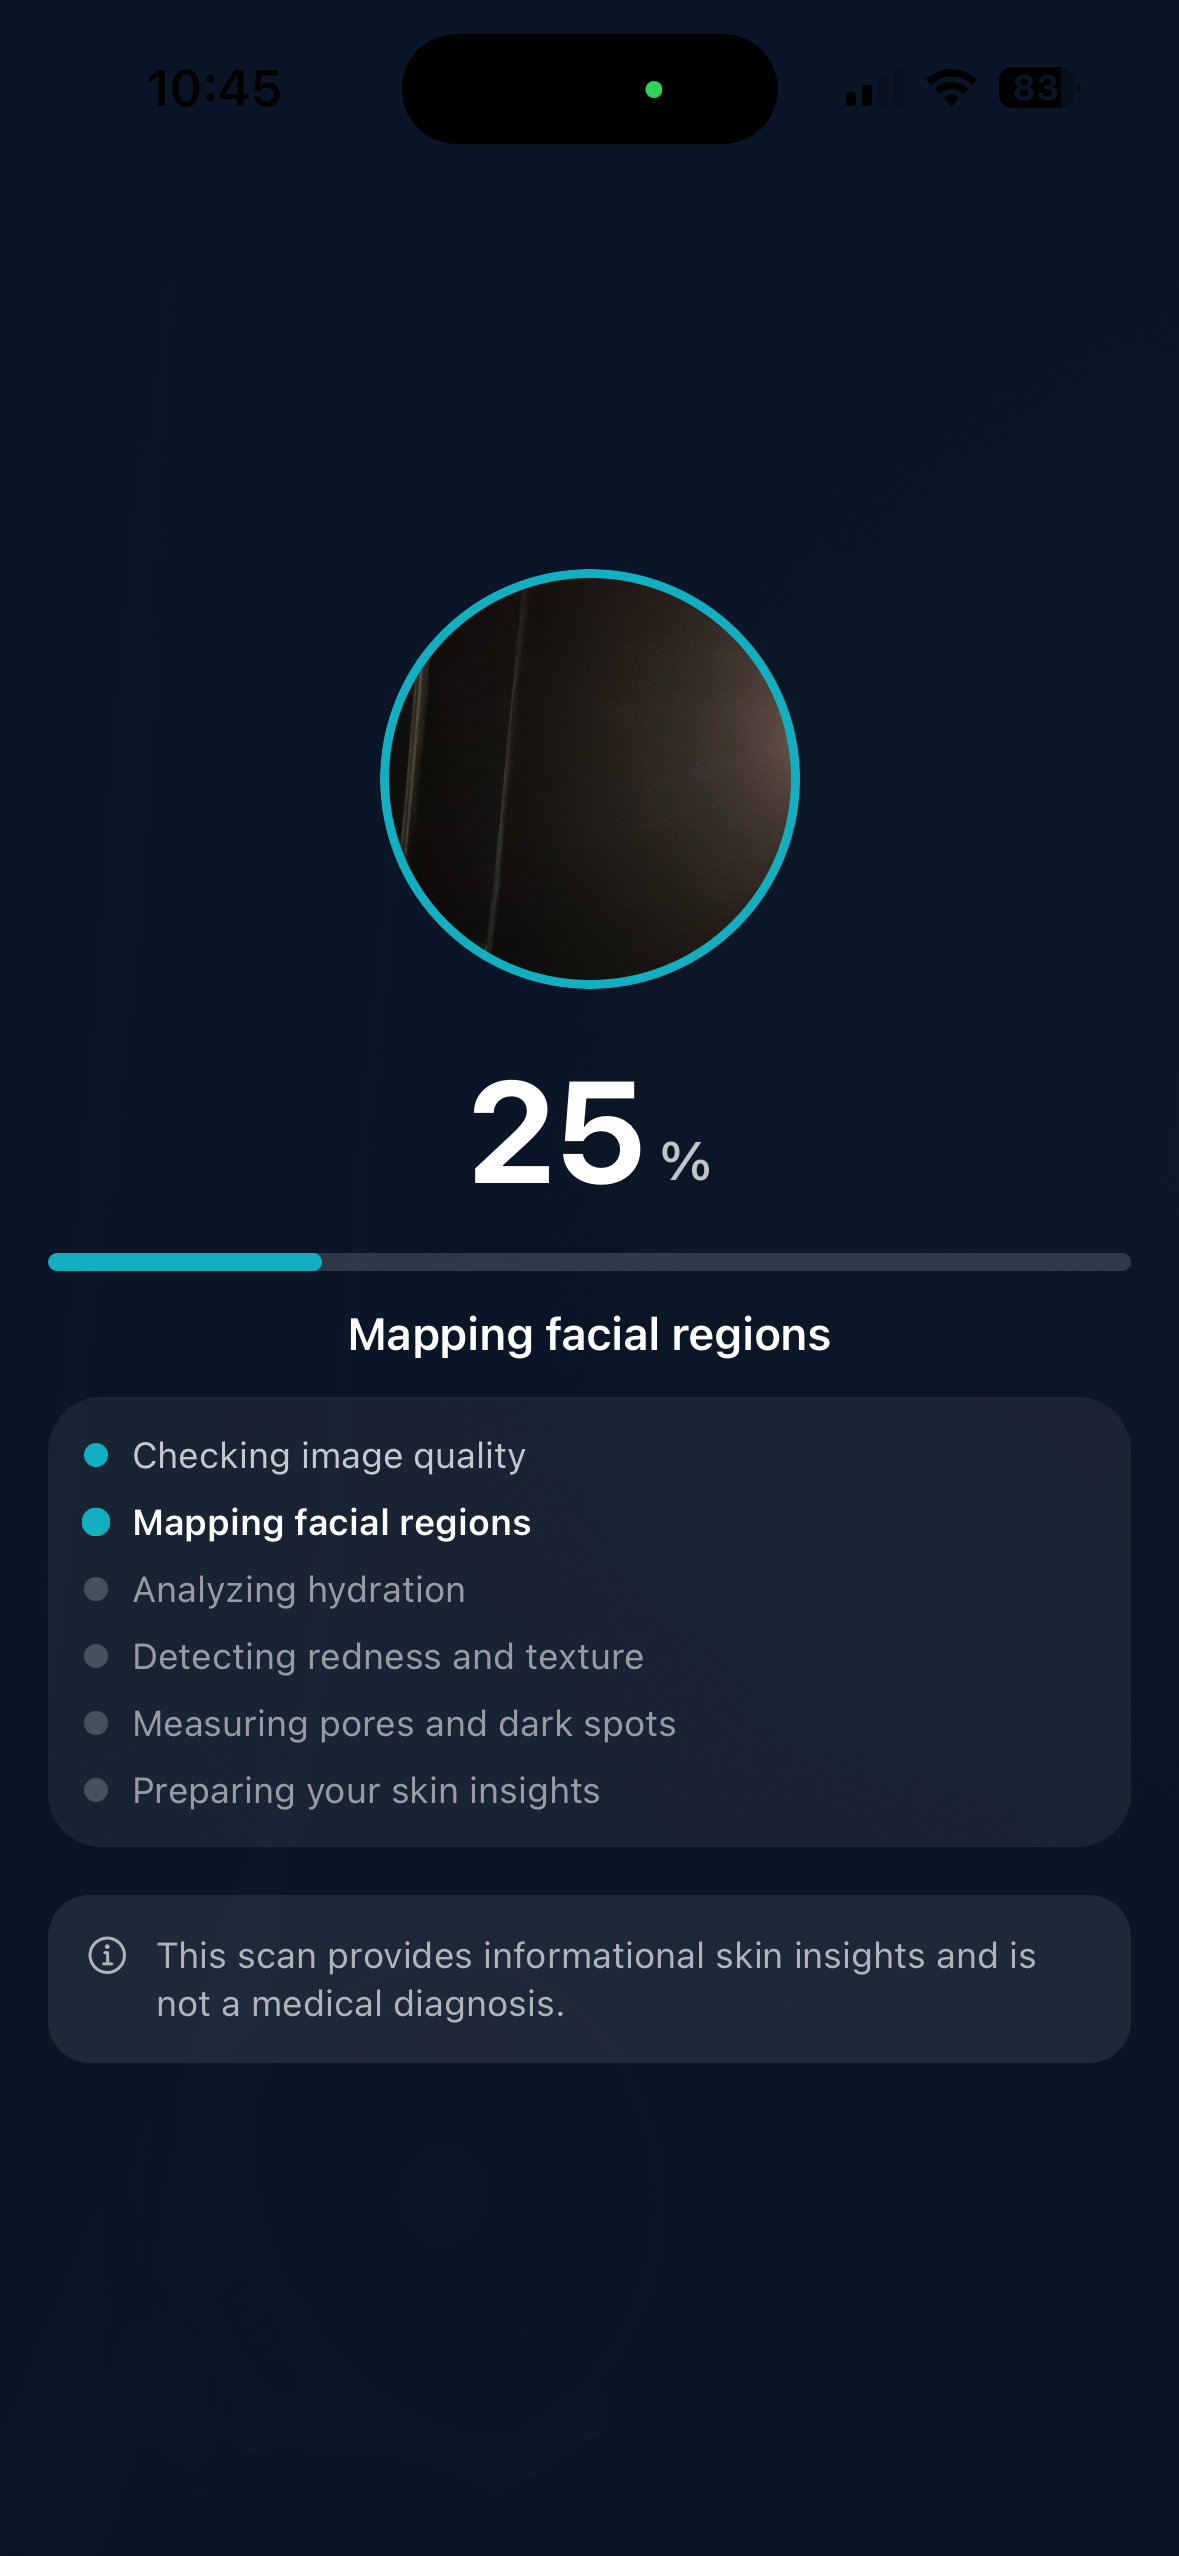 10:45
83
25 %
Mapping facial regions
Checking image quality
Mapping facial regions
Analyzing hydration
Detecting redness and texture
Measuring pores and dark spots
Preparing your skin insights
This scan provides informational skin insights and is
not a medical diagnosis.